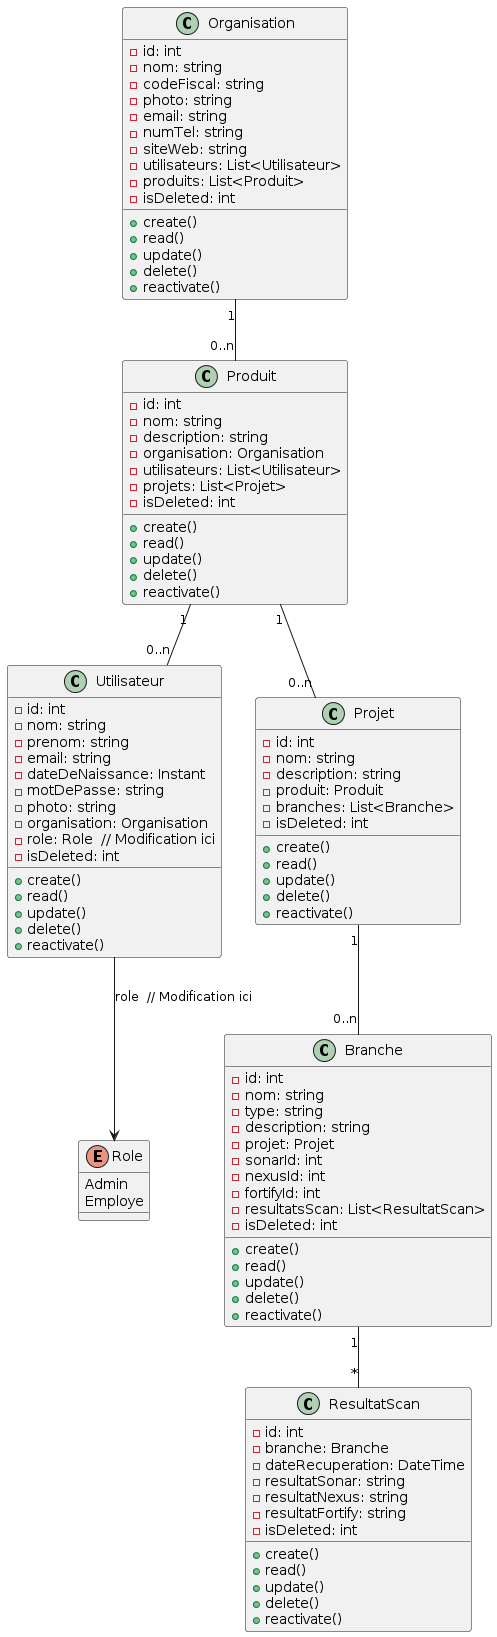 C Organisation
id: int
nom: string
codeFiscal: string
photo: string
email: string
numTel: string
siteWeb: string
utilisateurs: List<Utilisateur>
produits: List<Produit>
isDeleted: int
create()
read()
update()
delete()
reactivate()
1
0..n
C Produit
id: int
nom: string
description: string
organisation: Organisation
utilisateurs: List<Utilisateur>
projets: List<Projet>
isDeleted: int
create()
read()
update()
delete()
reactivate()
1
0..n
1
0..n
C Utilisateur
id: int
nom: string
prenom: string
email: string
dateDeNaissance: Instant
motDePasse: string
photo: string
organisation: Organisation
role: Role // Modification ici
isDeleted: int
create()
read()
update()
delete()
reactivate()
C Projet
id: int
nom: string
description: string
produit: Produit
branches: List<Branche>
isDeleted: int
create()
read()
update()
delete()
reactivate()
role // Modification ici
1
0..n
E Role
Admin
Employe
C Branche
id: int
nom: string
type: string
description: string
projet: Projet
sonarId: int
nexusId: int
fortifyId: int
resultatsScan: List<ResultatScan>
isDeleted: int
create()
read()
update()
delete()
reactivate()
1
*
C ResultatScan
id: int
branche: Branche
dateRecuperation: DateTime
resultatSonar: string
resultatNexus: string
resultatFortify: string
isDeleted: int
create()
read()
update()
delete()
reactivate()